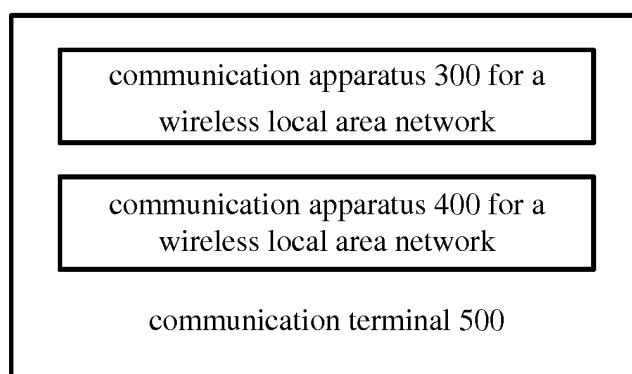 communication apparatus 300 for a
wireless local area network
communication apparatus 400 for a
wireless local area network
communication terminal 500